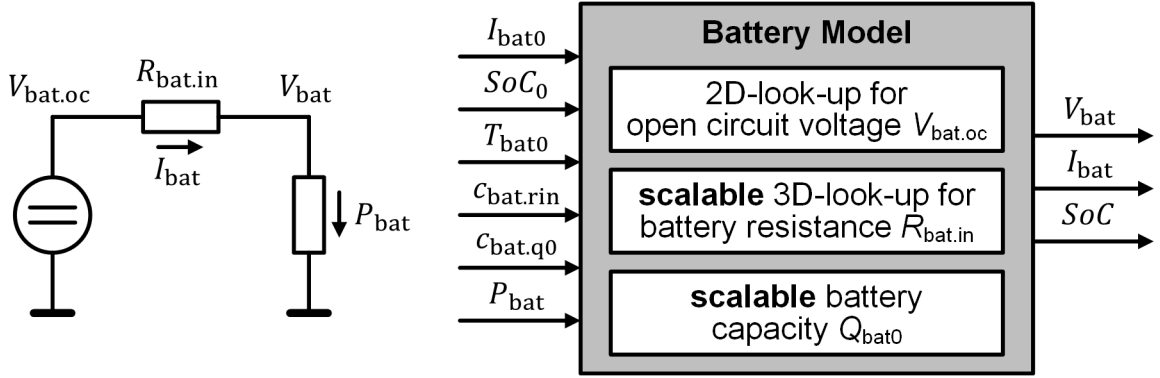 V_bat.oc
R_bat.in
V_bat
I_bat
P_bat
I_bat0
SoC_0
T_bat0
c_bat.rin
c_bat.q0
P_bat
Battery Model
2D-look-up for
open circuit voltage V_bat.oc
scalable 3D-look-up for
battery resistance R_bat.in
scalable battery
capacity Q_bat0
V_bat
I_bat
SoC